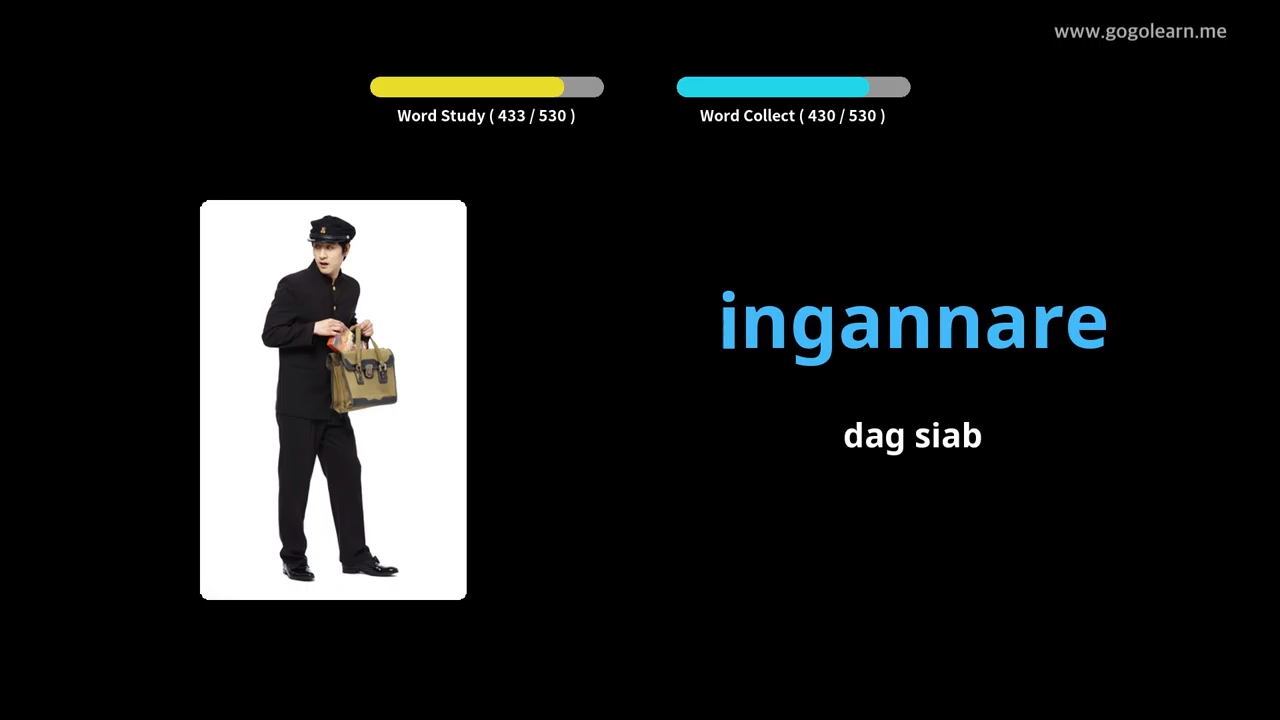 www.gogolearn.me
Word Study ( 433 / 530 )
Word Collect ( 430 / 530 )
ingannare
dag siab